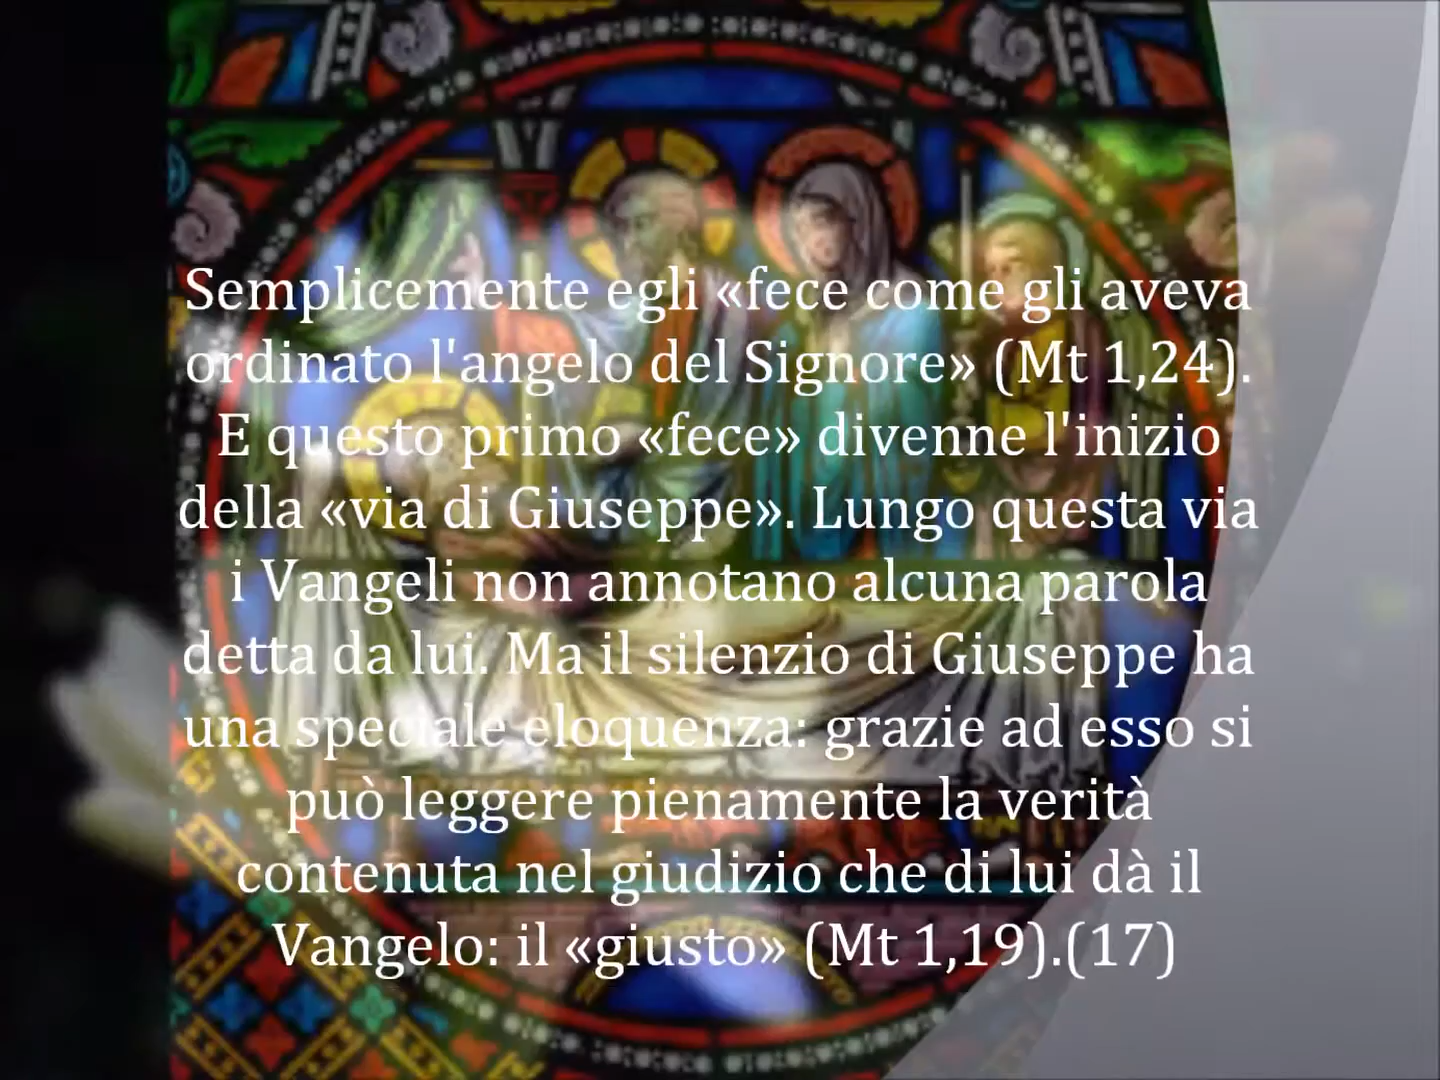 Semplicemente egli «fece come gli aveva
ordinato l'angelo del Signore» (Mt 1,24).
E questo primo «fece» divenne l'inizio
della «via di Giuseppe». Lungo questa via
i Vangeli non annotano alcuna parola
detta da lui. Ma il silenzio di Giuseppe ha
una speciale eloquenza: grazie ad esso si
può leggere pienamente la verità
contenuta nel giudizio che di lui dà il
Vangelo: il «giusto» (Mt 1,19).(17)